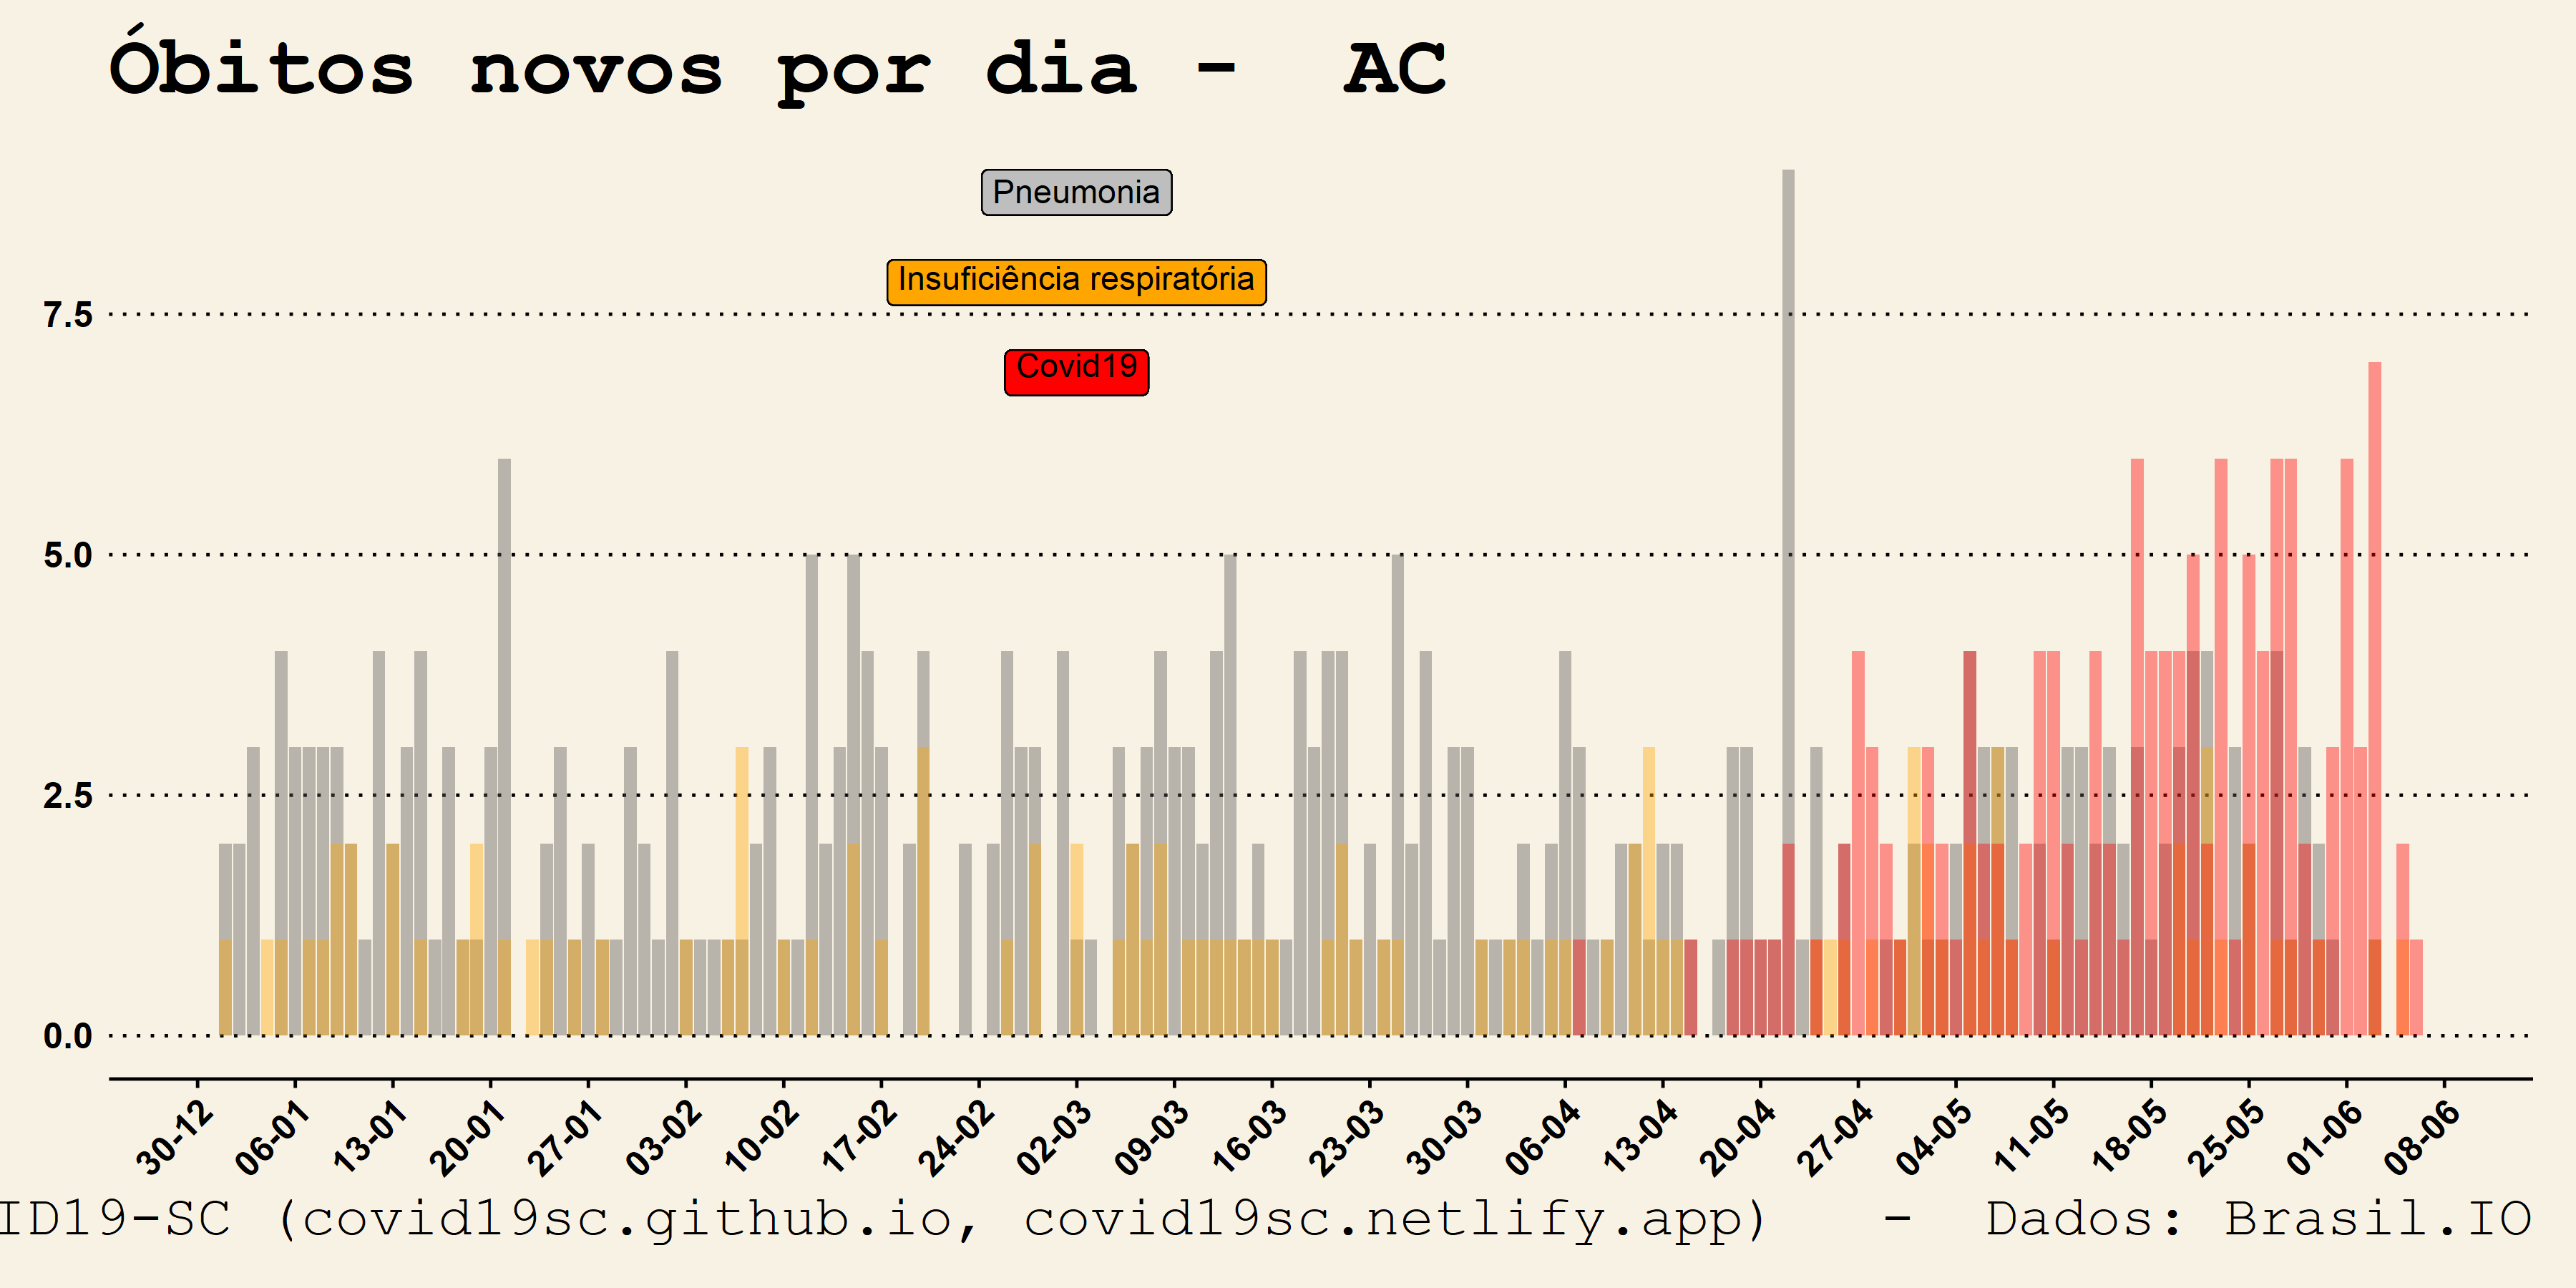 Óbitos novos por dia - AC
Pneumonia
Insuficiência respiratória
Covid19
7.5
5.0
2.5
0.0
30-12 06-01 13-01 20-01 27-01 03-02 10-02 17-02 24-02 02-03 09-03 16-03 23-03 30-03 06-04 13-04 20-04 27-04 04-05 11-05 18-05 25-05 01-06 08-06
ID19-SC (covid19sc.github.io, covid19sc.netlify.app) - Dados: Brasil.IO